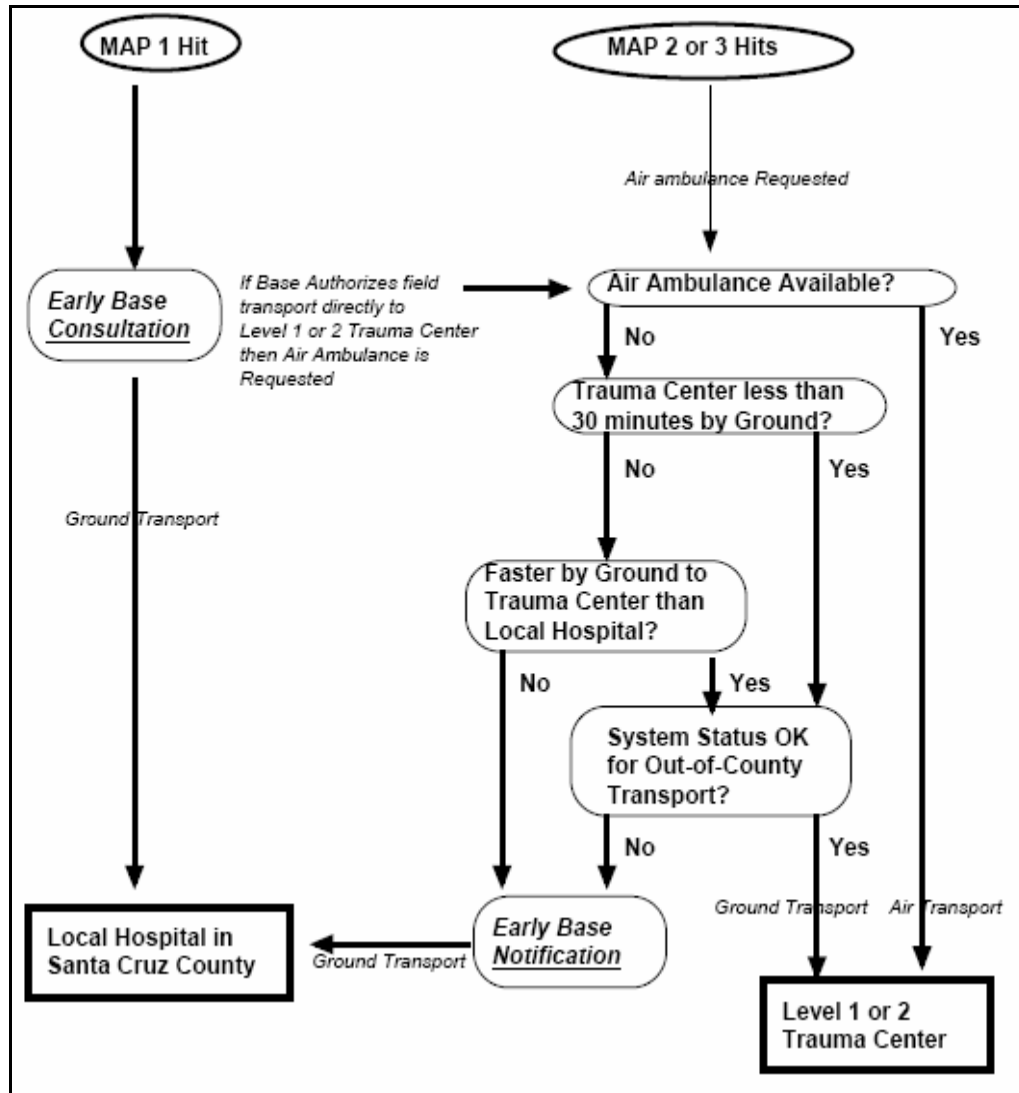 MAP 1 Hit
MAP 2 or 3 Hits
Air ambulance Requested
Early Base
Consultation
If Base Authorizes field
transport directly to
Level 1 or 2 Trauma Center
then Air Ambulance is
Requested
Air Ambulance Available?
No
Yes
Trauma Center less than
30 minutes by Ground?
No
Yes
Ground Transport
Faster by Ground to
Trauma Center than
Local Hospital?
No
Yes
System Status OK
for Out-of-County
Transport?
No
Yes
Ground Transport
Air Transport
Early Base
Notification
Ground Transport
Local Hospital in
Santa Cruz County
Level 1 or 2
Trauma Center